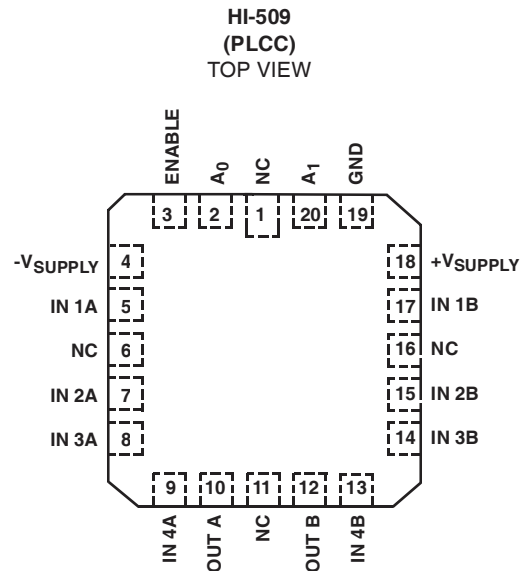 HI-509
(PLCC)
TOP VIEW
ENABLE
A0
NC
A1
GND
3 2 1 20 19
-VSUPPLY 4 18 +VSUPPLY
IN 1A 5 17 IN 1B
NC 6 16 NC
IN 2A 7 15 IN 2B
IN 3A 8 14 IN 3B
9 10 11 12 13
IN 4A
OUT A
NC
OUT B
IN 4B